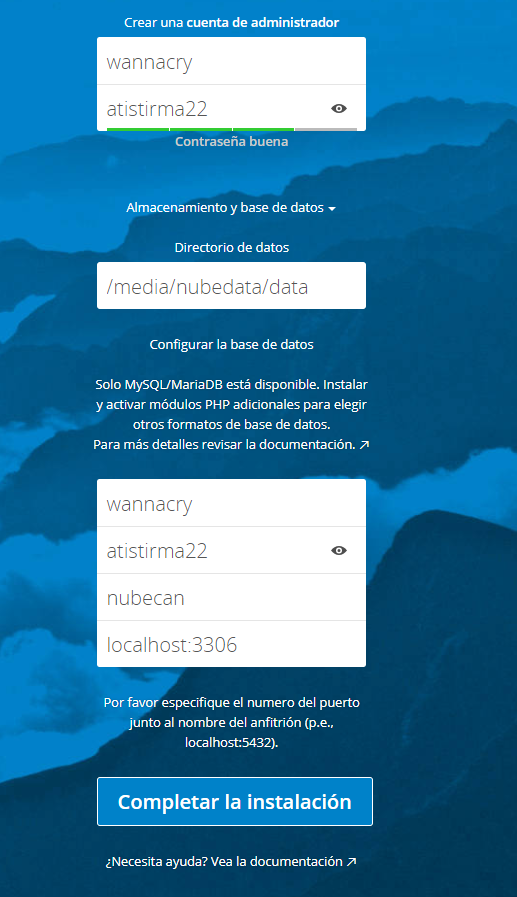 Crear una cuenta de administrador
wannacry
atistirma22
Contraseña buena
Almacenamiento y base de datos
Directorio de datos
/media/nubedata/data
Configurar la base de datos
Solo MySQL/MariaDB está disponible. Instalar
y activar módulos PHP adicionales para elegir
otros formatos de base de datos.
Para más detalles revisar la documentación. ↗
wannacry
atistirma22
nubecan
localhost:3306
Por favor especifique el numero del puerto
junto al nombre del anfitrión (p.e.,
localhost:5432).
Completar la instalación
¿Necesita ayuda? Vea la documentación ↗